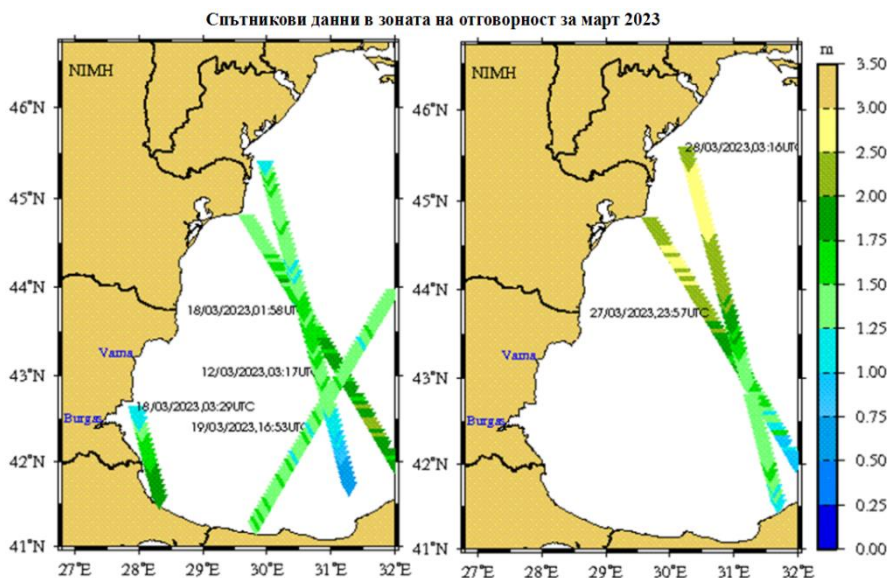 Спътникови данни в зоната на отговорност за март 2023
NIMH
46°N
45°N
44°N
43°N
42°N
41°N
18/03/2023,01:58UT
Varna
12/03/2023,03:17UT
18/03/2023,03:29UTC
Burgas
19/03/2023,16:53UT
27°E
28°E
29°E
30°E
31°E
32°E
NIMH
46°N
45°N
44°N
43°N
42°N
41°N
28/03/2023,03:16UTC
27/03/2023,23:57UTC
Varna
Burgas
27°E
28°E
29°E
30°E
31°E
32°E
m
3.50
3.00
2.50
2.00
1.75
1.50
1.25
1.00
0.75
0.50
0.25
0.00